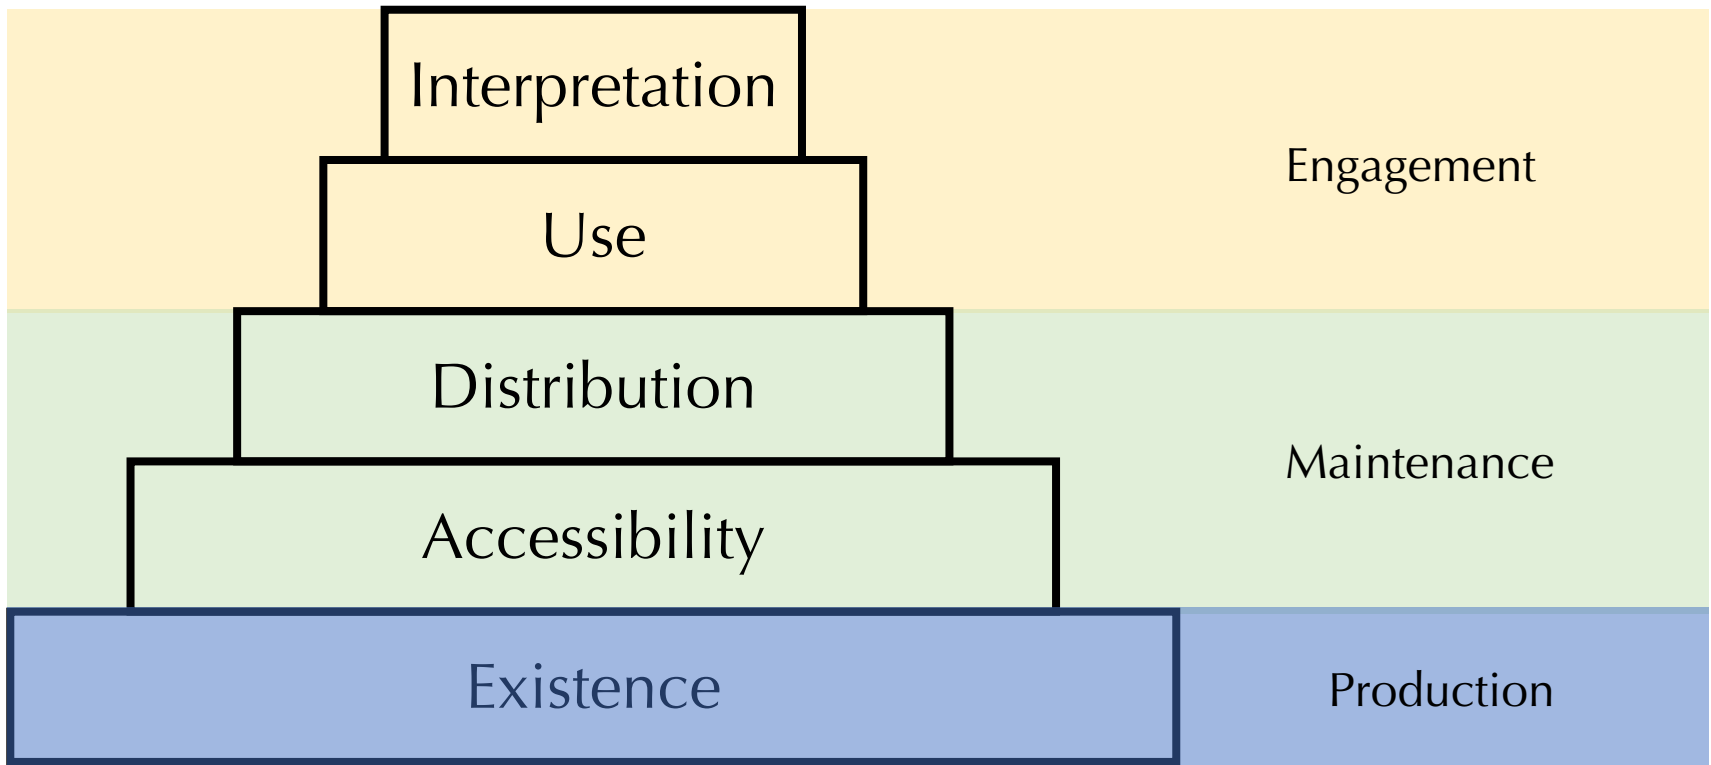 Interpretation
Use
Engagement
Distribution
Accessibility
Maintenance
Existence
Production